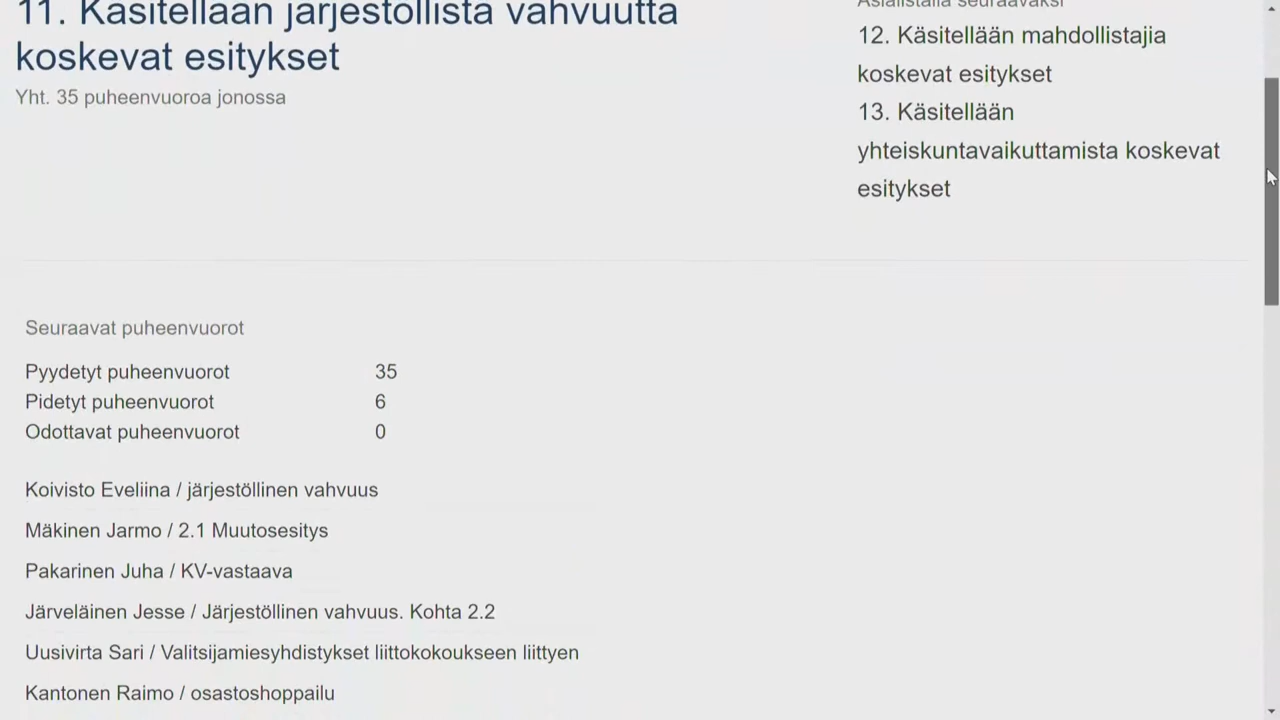 11. Käsitellään järjestöllistä vahvuutta
koskevat esitykset
Yht. 35 puheenvuoroa jonossa
Asialistalla seuraavaksi
12. Käsitellään mahdollistajia
koskevat esitykset
13. Käsitellään
yhteiskuntavaikuttamista koskevat
esitykset
Seuraavat puheenvuorot
Pyydetyt puheenvuorot 35
Pidetyt puheenvuorot 6
Odottavat puheenvuorot 0
Koivisto Eveliina / järjestöllinen vahvuus
Mäkinen Jarmo / 2.1 Muutosesitys
Pakarinen Juha / KV-vastaava
Järveläinen Jesse / Järjestöllinen vahvuus. Kohta 2.2
Uusivirta Sari / Valitsijamiesyhdistykset liittokokoukseen liittyen
Kantonen Raimo / osastoshoppailu